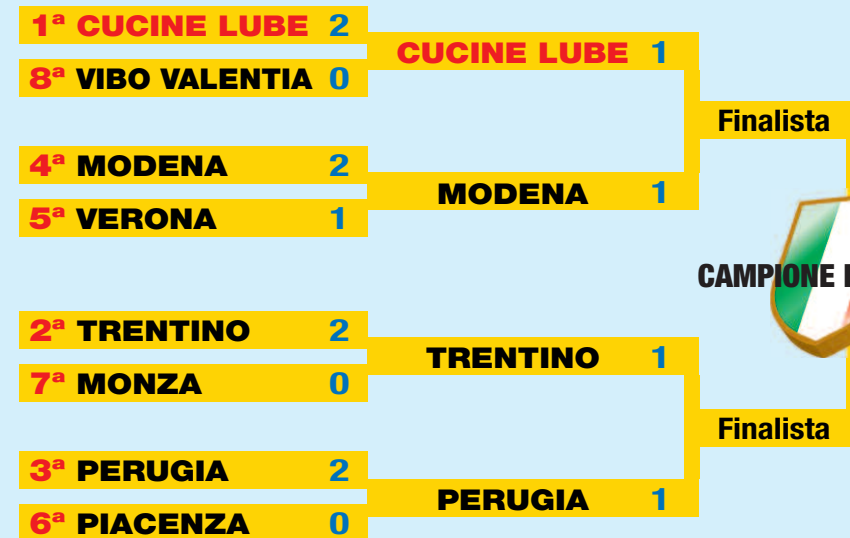 1ª CUCINE LUBE 2
8ª VIBO VALENTIA 0
CUCINE LUBE 1
4ª MODENA 2
5ª VERONA 1
MODENA 1
Finalista
CAMPIONE
2ª TRENTINO 2
7ª MONZA 0
TRENTINO 1
3ª PERUGIA 2
6ª PIACENZA 0
PERUGIA 1
Finalista